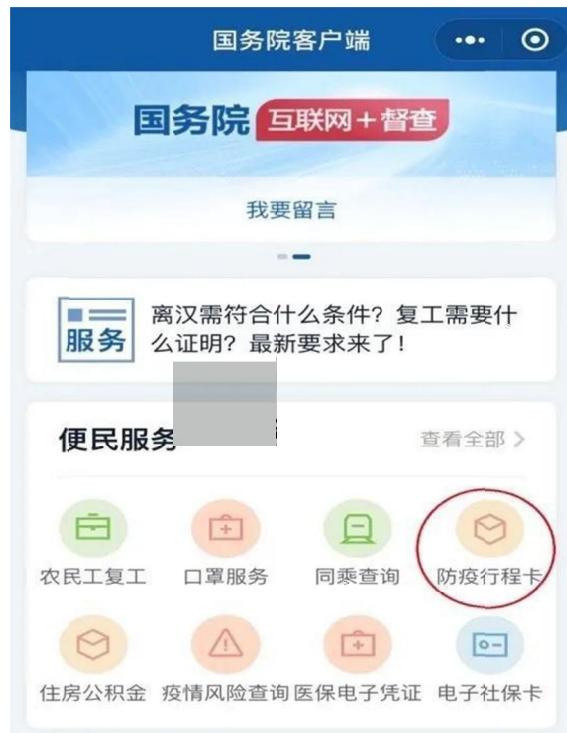 国务院客户端
国务院 互联网+督查
我要留言
服务
离汉需符合什么条件？复工需要什
么证明？最新要求来了！
便民服务
查看全部 >
农民工复工 口罩服务 同乘查询 防疫行程卡
住房公积金 疫情风险查询 医保电子凭证 电子社保卡